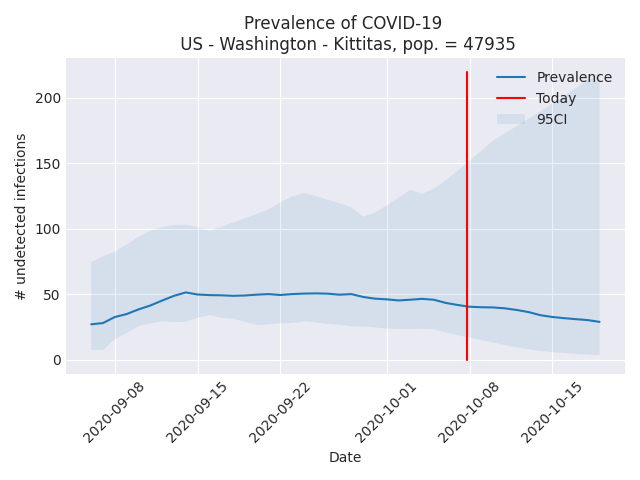 Prevalence of COVID-19
US - Washington - Kittitas, pop. = 47935
Prevalence
Today
95CI
# undetected infections
200
150
100
50
0
2020-09-08
2020-09-15
2020-09-22
2020-10-01
2020-10-08
2020-10-15
Date